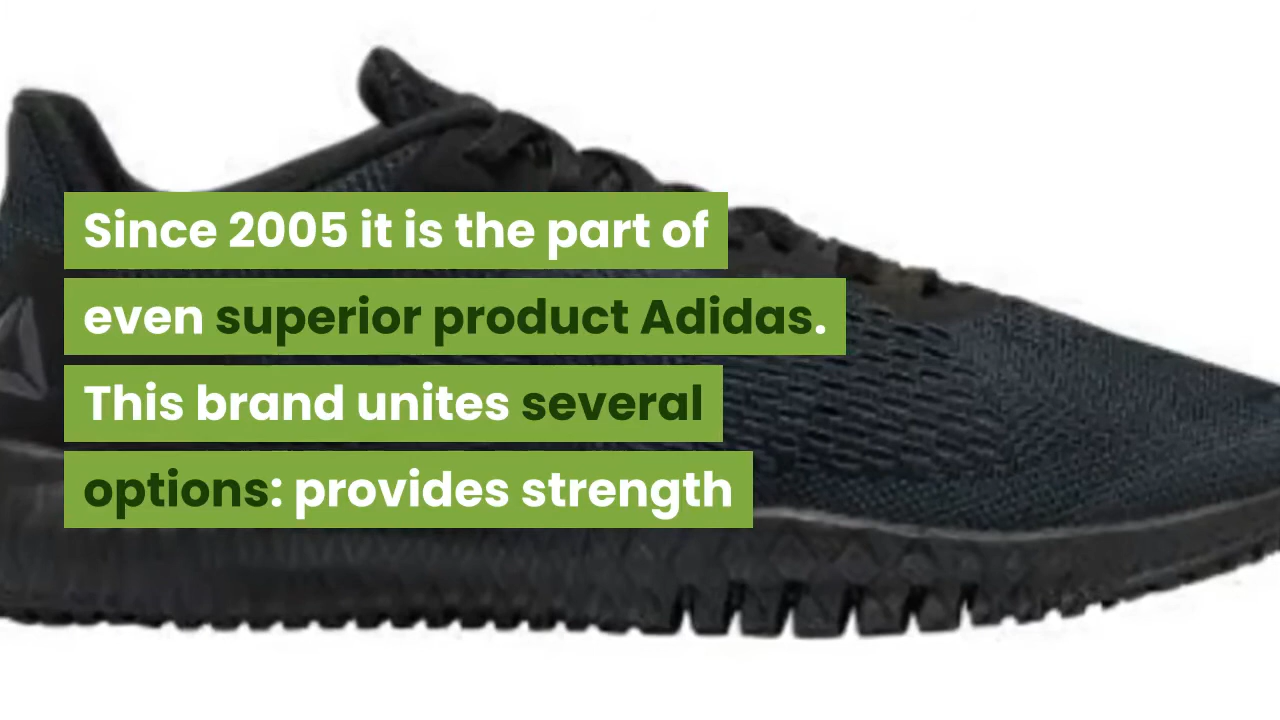 Since 2005 it is the part of
even superior product Adidas.
This brand unites several
options: provides strength